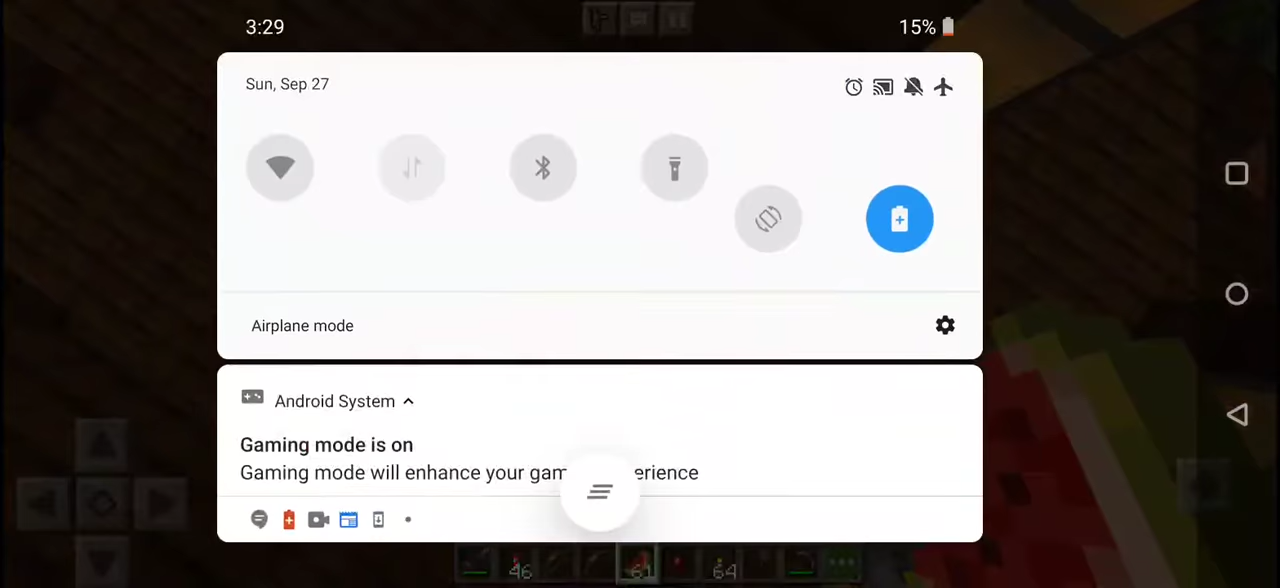 3:29
15%
Sun, Sep 27
Airplane mode
Android System
Gaming mode is on
Gaming mode will enhance your gam erience
46
61
64